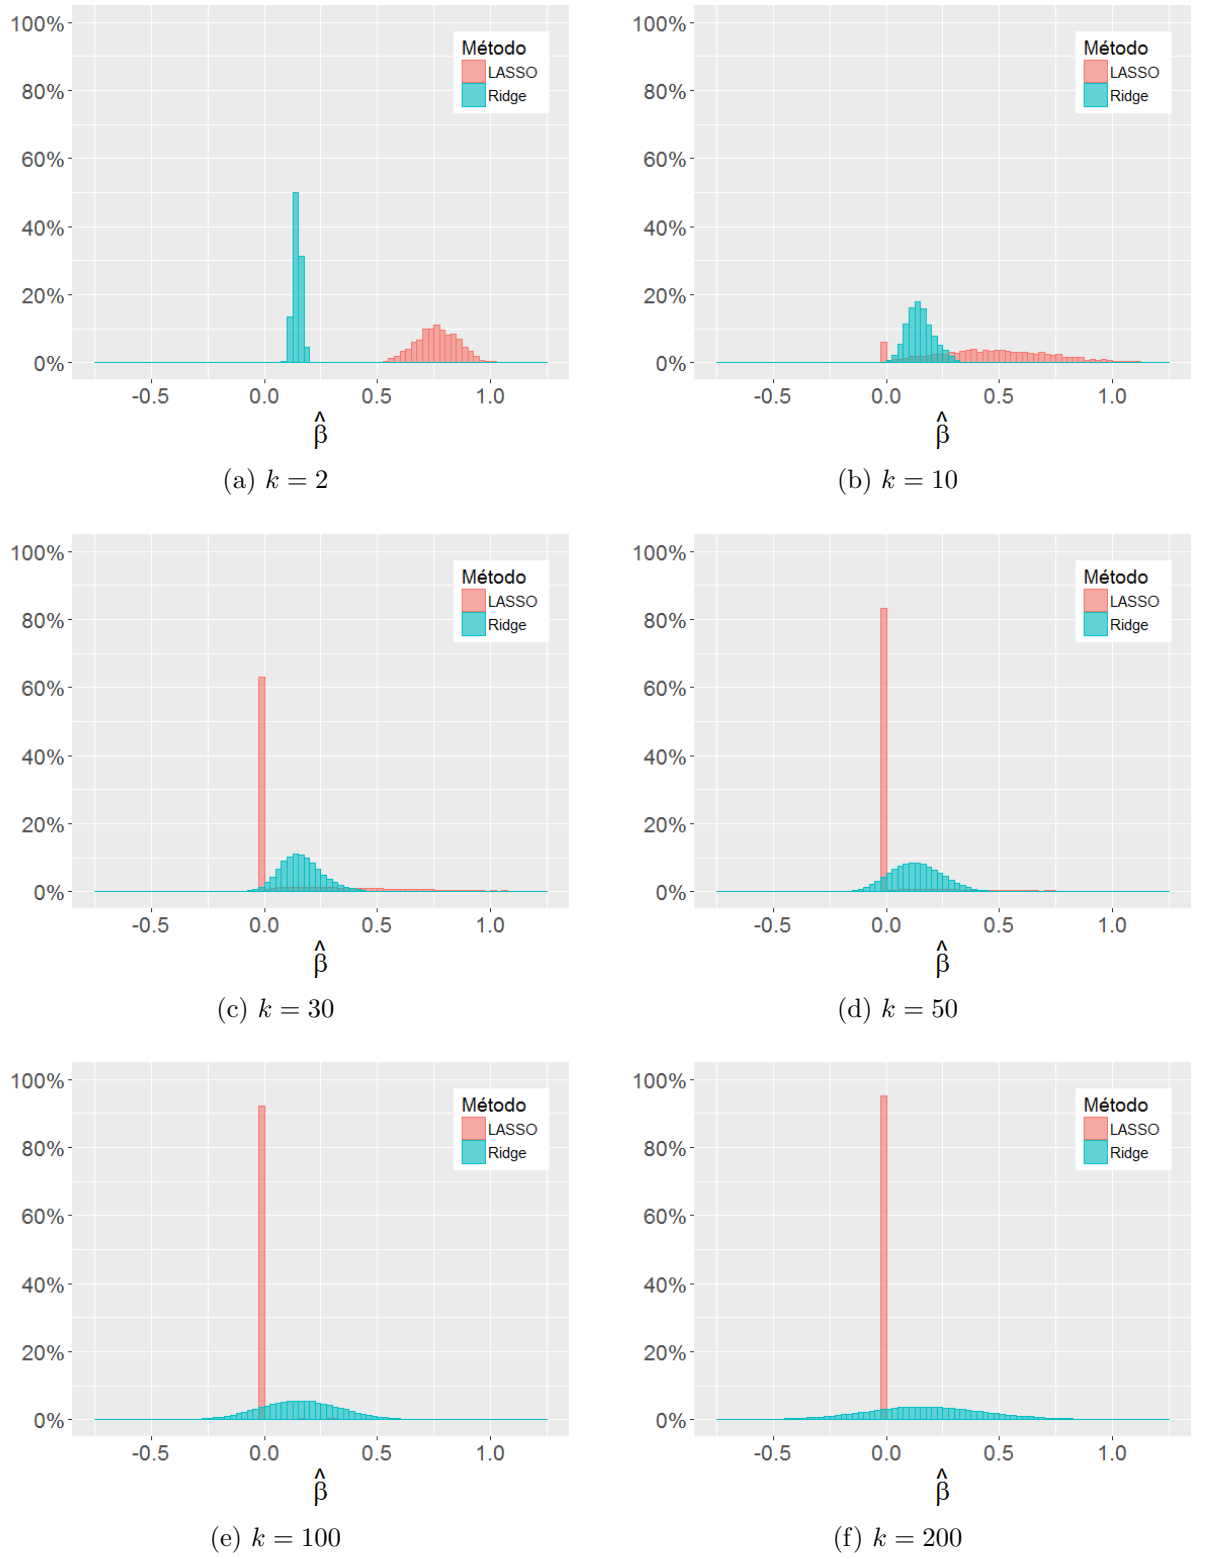 100%
80%
60%
40%
20%
0%
Método
LASSO
Ridge
-0.5 0.0 0.5 1.0
β̂
(a) k = 2
100%
80%
60%
40%
20%
0%
Método
LASSO
Ridge
-0.5 0.0 0.5 1.0
β̂
(b) k = 10
100%
80%
60%
40%
20%
0%
Método
LASSO
Ridge
-0.5 0.0 0.5 1.0
β̂
(c) k = 30
100%
80%
60%
40%
20%
0%
Método
LASSO
Ridge
-0.5 0.0 0.5 1.0
β̂
(d) k = 50
100%
80%
60%
40%
20%
0%
Método
LASSO
Ridge
-0.5 0.0 0.5 1.0
β̂
(e) k = 100
100%
80%
60%
40%
20%
0%
Método
LASSO
Ridge
-0.5 0.0 0.5 1.0
β̂
(f) k = 200